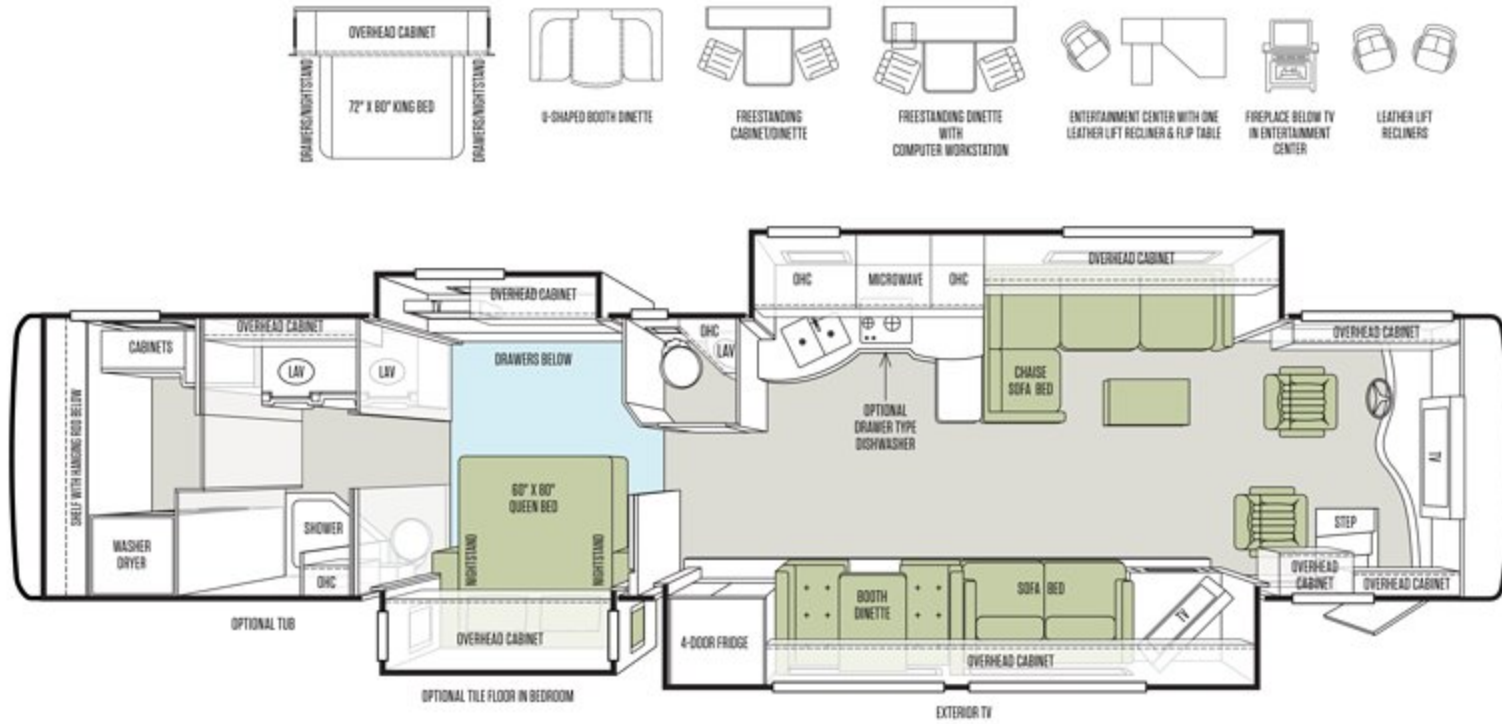 OVERHEAD CABINET
DRAWERS/NIGHTSTAND
72" X 80" KING BED
DRAWERS/NIGHTSTAND
U-SHAPED BOOTH DINETTE
FREESTANDING
CABINET/DINETTE
FREESTANDING DINETTE
WITH
COMPUTER WORKSTATION
ENTERTAINMENT CENTER WITH ONE
LEATHER LIFT RECLINER & FLIP TABLE
FIREPLACE BELOW TV
IN ENTERTAINMENT
CENTER
LEATHER LIFT
RECLINERS
SHELF WITH HANGING ROD BELOW
CABINETS
WASHER
DRYER
OVERHEAD CABINET
LAV
LAV
SHOWER
OHC
OPTIONAL TUB
TV
OVERHEAD CABINET
DRAWERS BELOW
60" X 80"
QUEEN BED
NIGHTSTAND
NIGHTSTAND
OVERHEAD CABINET
OPTIONAL TILE FLOOR IN BEDROOM
OHC
LAV
OHC
MICROWAVE
OHC
OVERHEAD CABINET
CHAISE
SOFA BED
OPTIONAL
DRAWER TYPE
DISHWASHER
4-DOOR FRIDGE
BOOTH
DINETTE
SOFA BED
TV
OVERHEAD CABINET
EXTERIOR TV
OVERHEAD CABINET
TV
STEP
OVERHEAD
CABINET
OVERHEAD CABINET